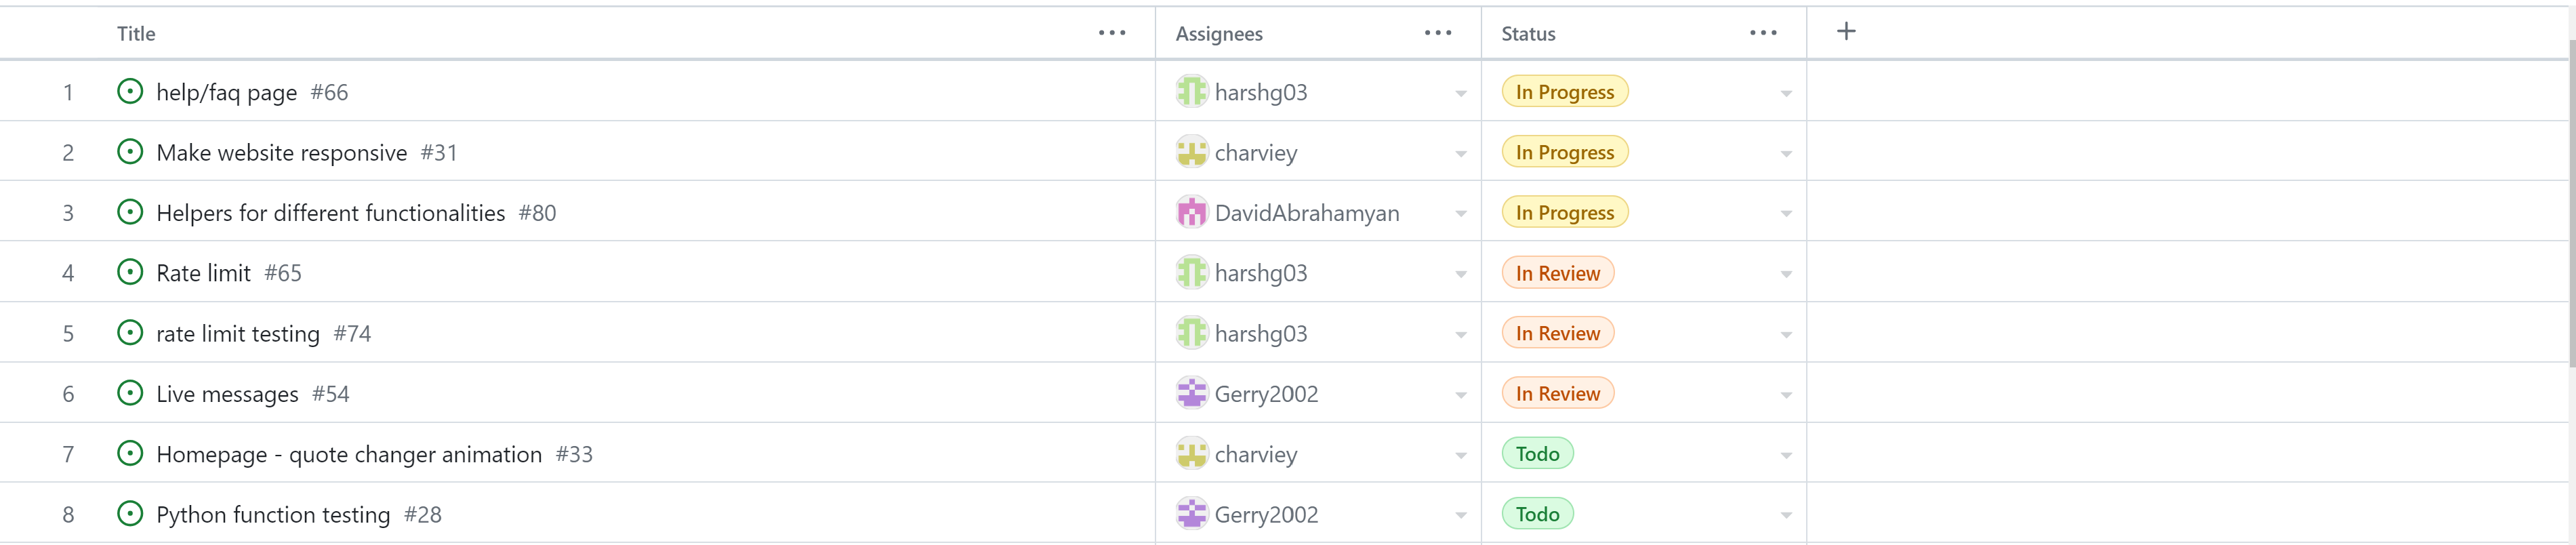 Title ... Assignees ... Status ... +
1 help/faq page #66 harshg03 In Progress
2 Make website responsive #31 charviey In Progress
3 Helpers for different functionalities #80 DavidAbrahamyan In Progress
4 Rate limit #65 harshg03 In Review
5 rate limit testing #74 harshg03 In Review
6 Live messages #54 Gerry2002 In Review
7 Homepage - quote changer animation #33 charviey Todo
8 Python function testing #28 Gerry2002 Todo